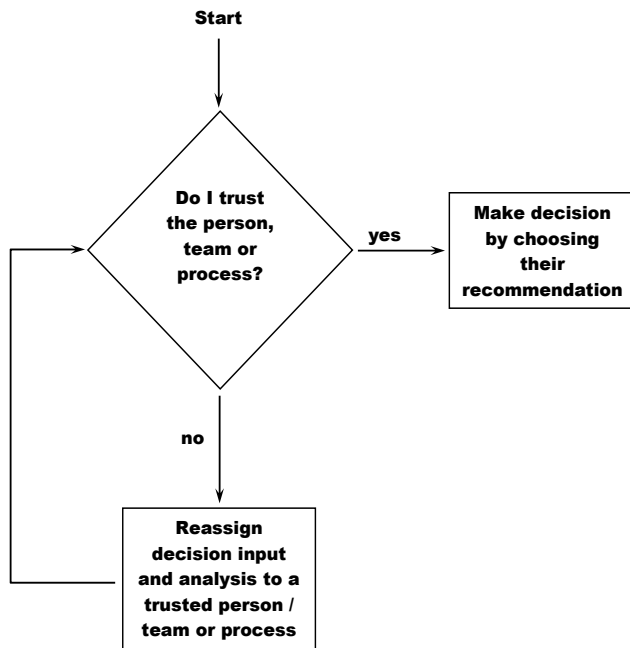 Start
Do I trust
the person,
team or
process?
yes
Make decision
by choosing
their
recommendation
no
Reassign
decision input
and analysis to a
trusted person /
team or process